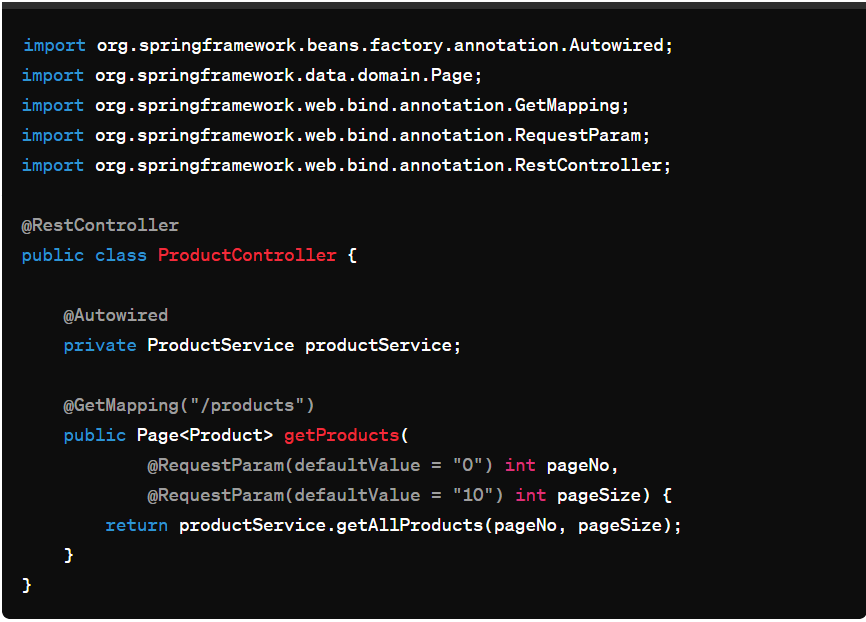 import org.springframework.beans.factory.annotation.Autowired;
import org.springframework.data.domain.Page;
import org.springframework.web.bind.annotation.GetMapping;
import org.springframework.web.bind.annotation.RequestParam;
import org.springframework.web.bind.annotation.RestController;

@RestController
public class ProductController {

    @Autowired
    private ProductService productService;

    @GetMapping("/products")
    public Page<Product> getProducts(
            @RequestParam(defaultValue = "0") int pageNo,
            @RequestParam(defaultValue = "10") int pageSize) {
        return productService.getAllProducts(pageNo, pageSize);
    }
}